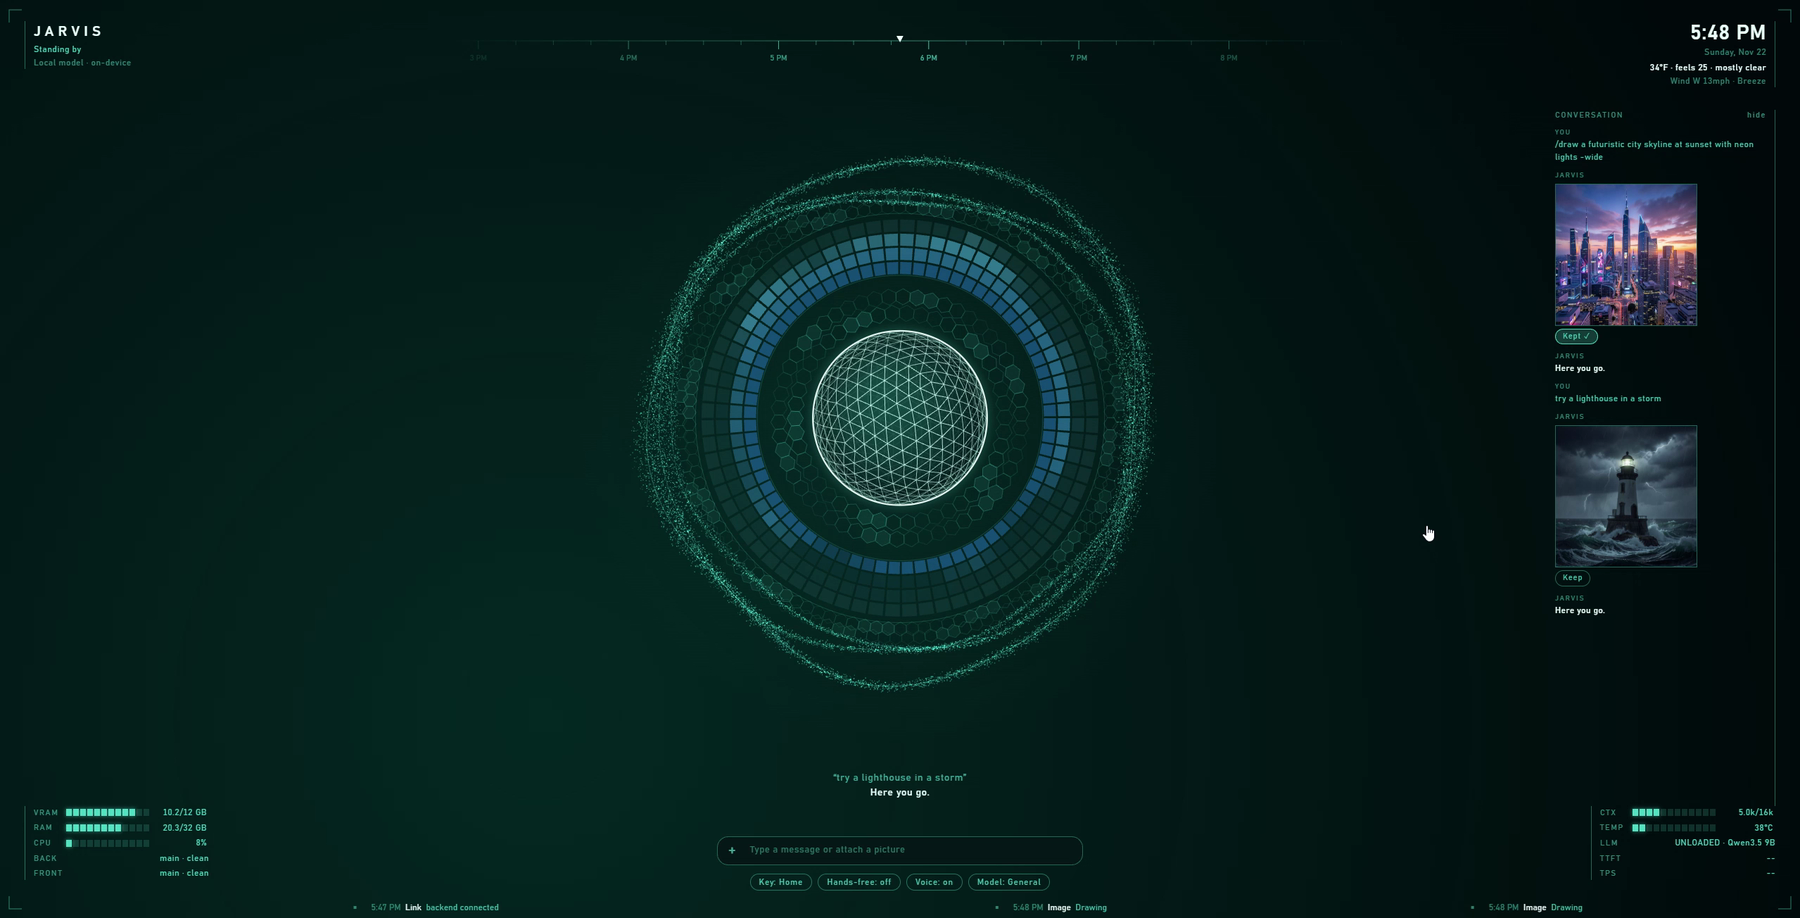 JARVIS
Standing by
Local model · on-device
3 PM
4 PM
5 PM
6 PM
7 PM
8 PM
5:48 PM
Sunday, Nov 22
34°F · feels 25 · mostly clear
Wind W 13mph · Breeze
CONVERSATION
hide
YOU
/draw a futuristic city skyline at sunset with neon
lights -wide
JARVIS
Kept ✓
JARVIS
Here you go.
YOU
try a lighthouse in a storm
JARVIS
Keep
JARVIS
Here you go.
“try a lighthouse in a storm”
Here you go.
VRAM 10.2/12 GB
RAM 20.3/32 GB
CPU 8%
BACK main · clean
FRONT main · clean
+ Type a message or attach a picture
Key: Home
Hands-free: off
Voice: on
Model: General
CTX 5.0k/16k
TEMP 38°C
LLM UNLOADED · Qwen3.5 9B
TTFT --
TPS --
5:47 PM Link backend connected
5:48 PM Image Drawing
5:48 PM Image Drawing